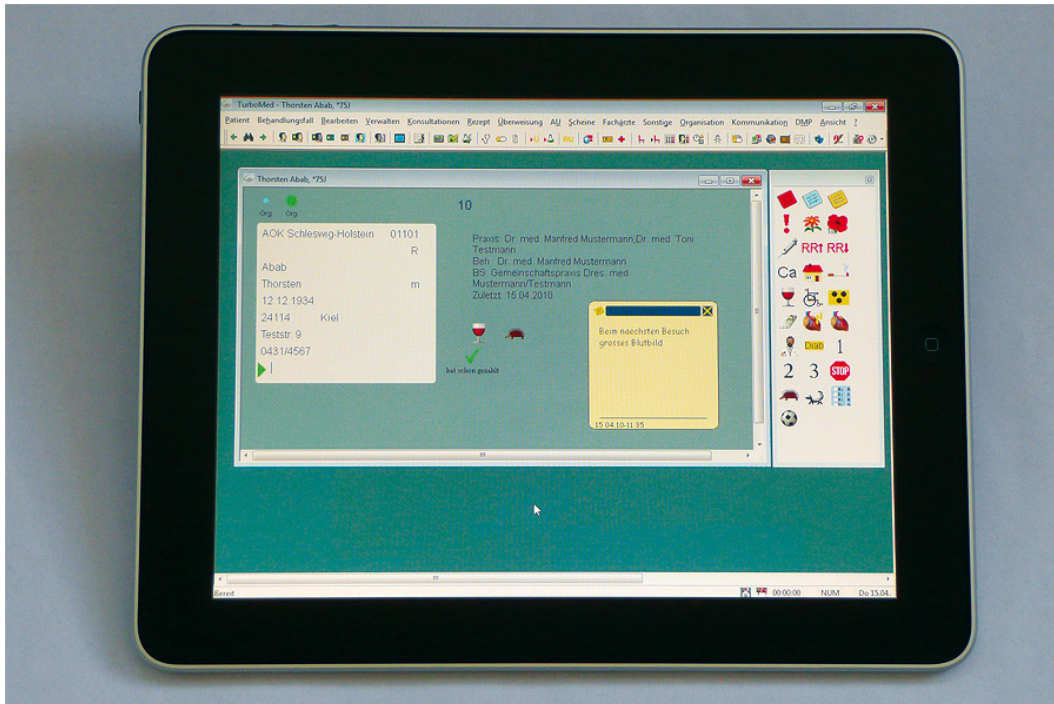 TurboMed - Thorsten Abab, *75J
Patient Behandlungsfall Bearbeiten Verwalten Konsultationen Rezept Überweisung AU Scheine Fachärzte Sonstige Organisation Kommunikation DMP Ansicht ?
Thorsten Abab, *75J
Org Org
10
AOK Schleswig-Holstein 01101
R
Abab
Thorsten m
12.12.1934
24114 Kiel
Teststr. 9
0431/4567
Praxis: Dr. med. Manfred Mustermann,Dr. med. Toni
Testmann
Beh.: Dr. med. Manfred Mustermann
BS: Gemeinschaftspraxis Dres. med.
Mustermann/Testmann
Zuletzt: 15.04.2010
hat schon gezahlt
Beim naechsten Besuch
grosses Blutbild
15.04.10-11:35
RR↑ RR↓
Ca
Diab 1
2 3 STOP
Bereit 00:00:00 NUM Do 15.04.